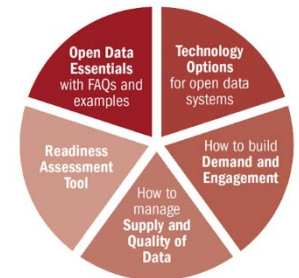 Open Data
Essentials
with FAQs and
examples
Technology
Options
for open data
systems
How to build
Demand and
Engagement
How to
manage
Supply and
Quality of
Data
Readiness
Assessment
Tool